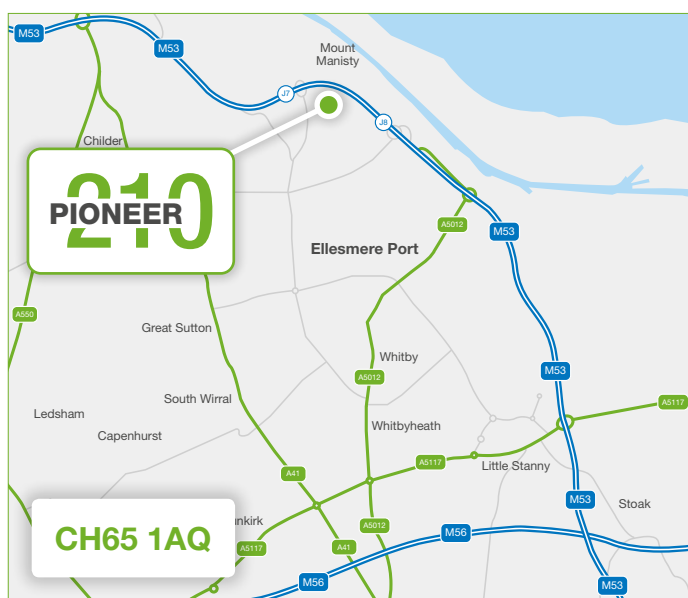 M53
Mount
Manisty
M53
J7
J8
Childer
210
PIONEER
A5012
M53
Ellesmere Port
A550
Great Sutton
Whitby
M53
A5012
South Wirral
A5117
Ledsham
Whitbyheath
Capenhurst
A5117
Little Stanny
A41
M53
Stoak
CH65 1AQ
A5012
M56
A5117
A41
M56
M53